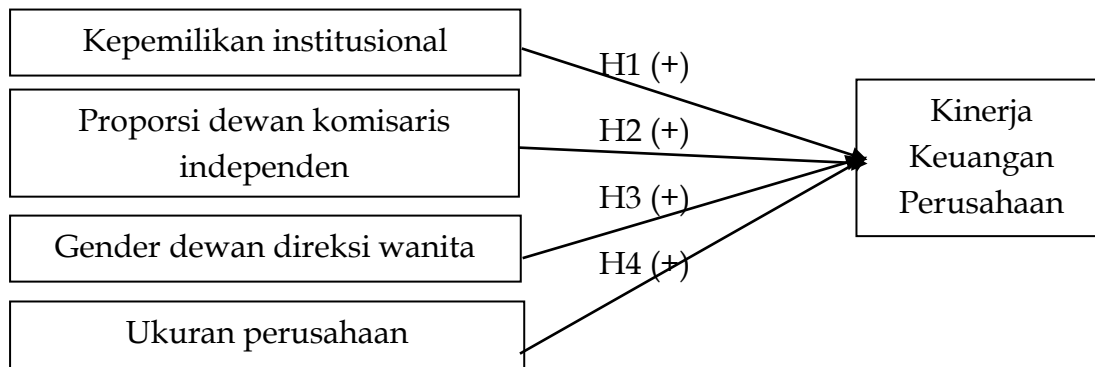 Kepemilikan institusional
Proporsi dewan komisaris
independen
Gender dewan direksi wanita
Ukuran perusahaan
H1 (+)
H2 (+)
H3 (+)
H4 (+)
Kinerja
Keuangan
Perusahaan